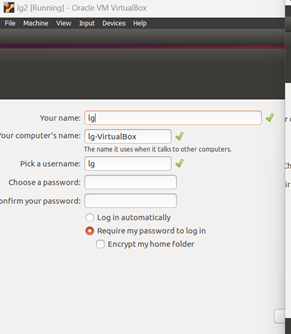 lg2 [Running] - Oracle VM VirtualBox
File Machine View Input Devices Help
Your name: lg
Your computer's name: lg-VirtualBox
The name it uses when it talks to other computers.
Pick a username: lg
Choose a password:
onfirm your password:
Log in automatically
Require my password to log in
Encrypt my home folder